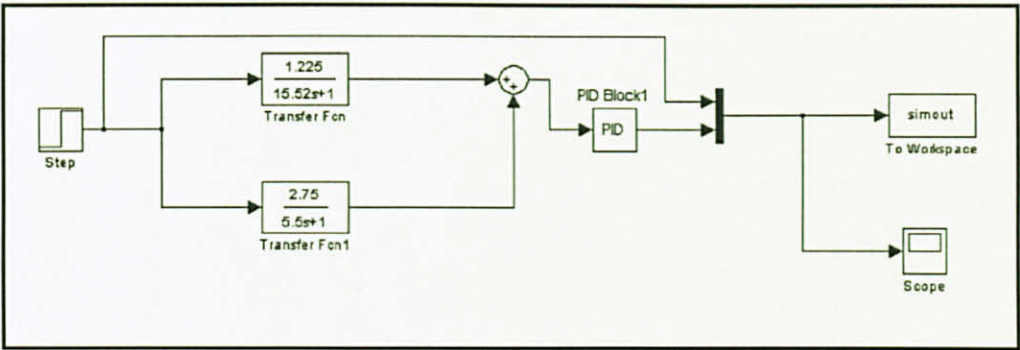 1.225
15.52s+1
Transfer Fcn
+
+
PID Block1
PID
simout
To Workspace
Step
2.75
5.5s+1
Transfer Fcn1
Scope